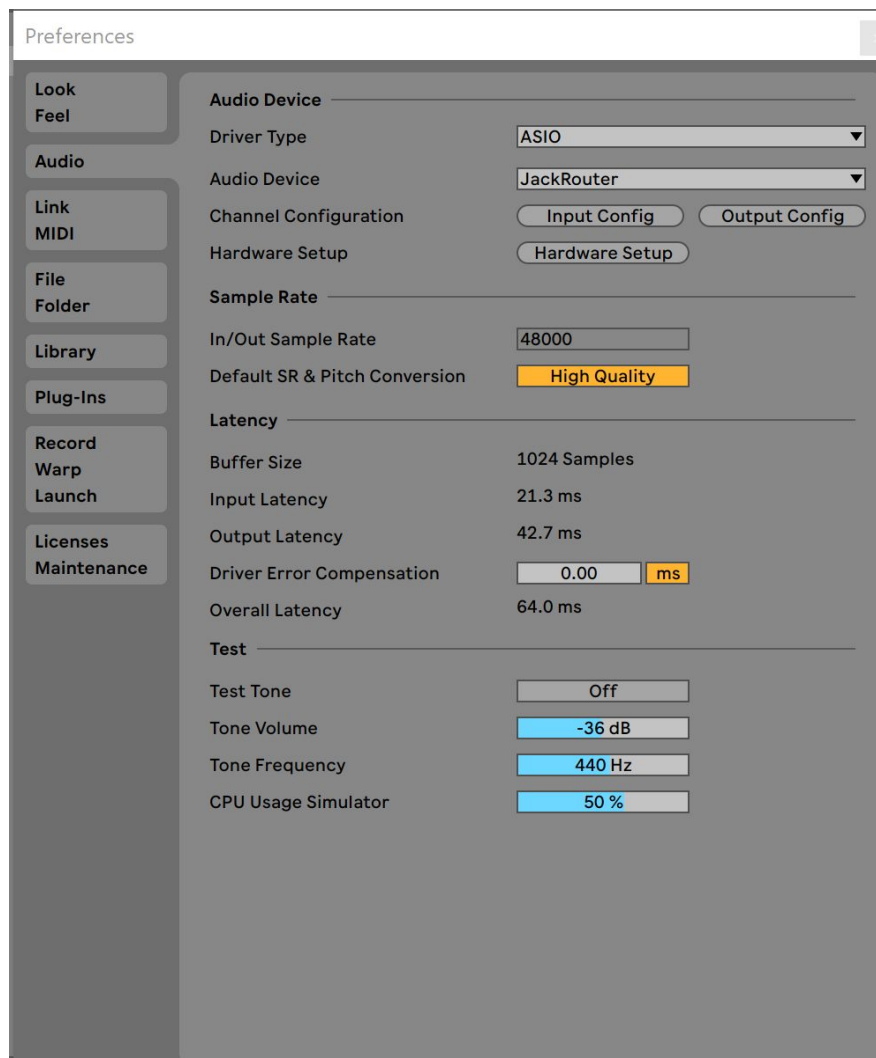 Preferences
Look
Feel
Audio
Link
MIDI
File
Folder
Library
Plug-Ins
Record
Warp
Launch
Licenses
Maintenance
Audio Device
Driver Type ASIO
Audio Device JackRouter
Channel Configuration Input Config Output Config
Hardware Setup Hardware Setup
Sample Rate
In/Out Sample Rate 48000
Default SR & Pitch Conversion High Quality
Latency
Buffer Size 1024 Samples
Input Latency 21.3 ms
Output Latency 42.7 ms
Driver Error Compensation 0.00 ms
Overall Latency 64.0 ms
Test
Test Tone Off
Tone Volume -36 dB
Tone Frequency 440 Hz
CPU Usage Simulator 50 %